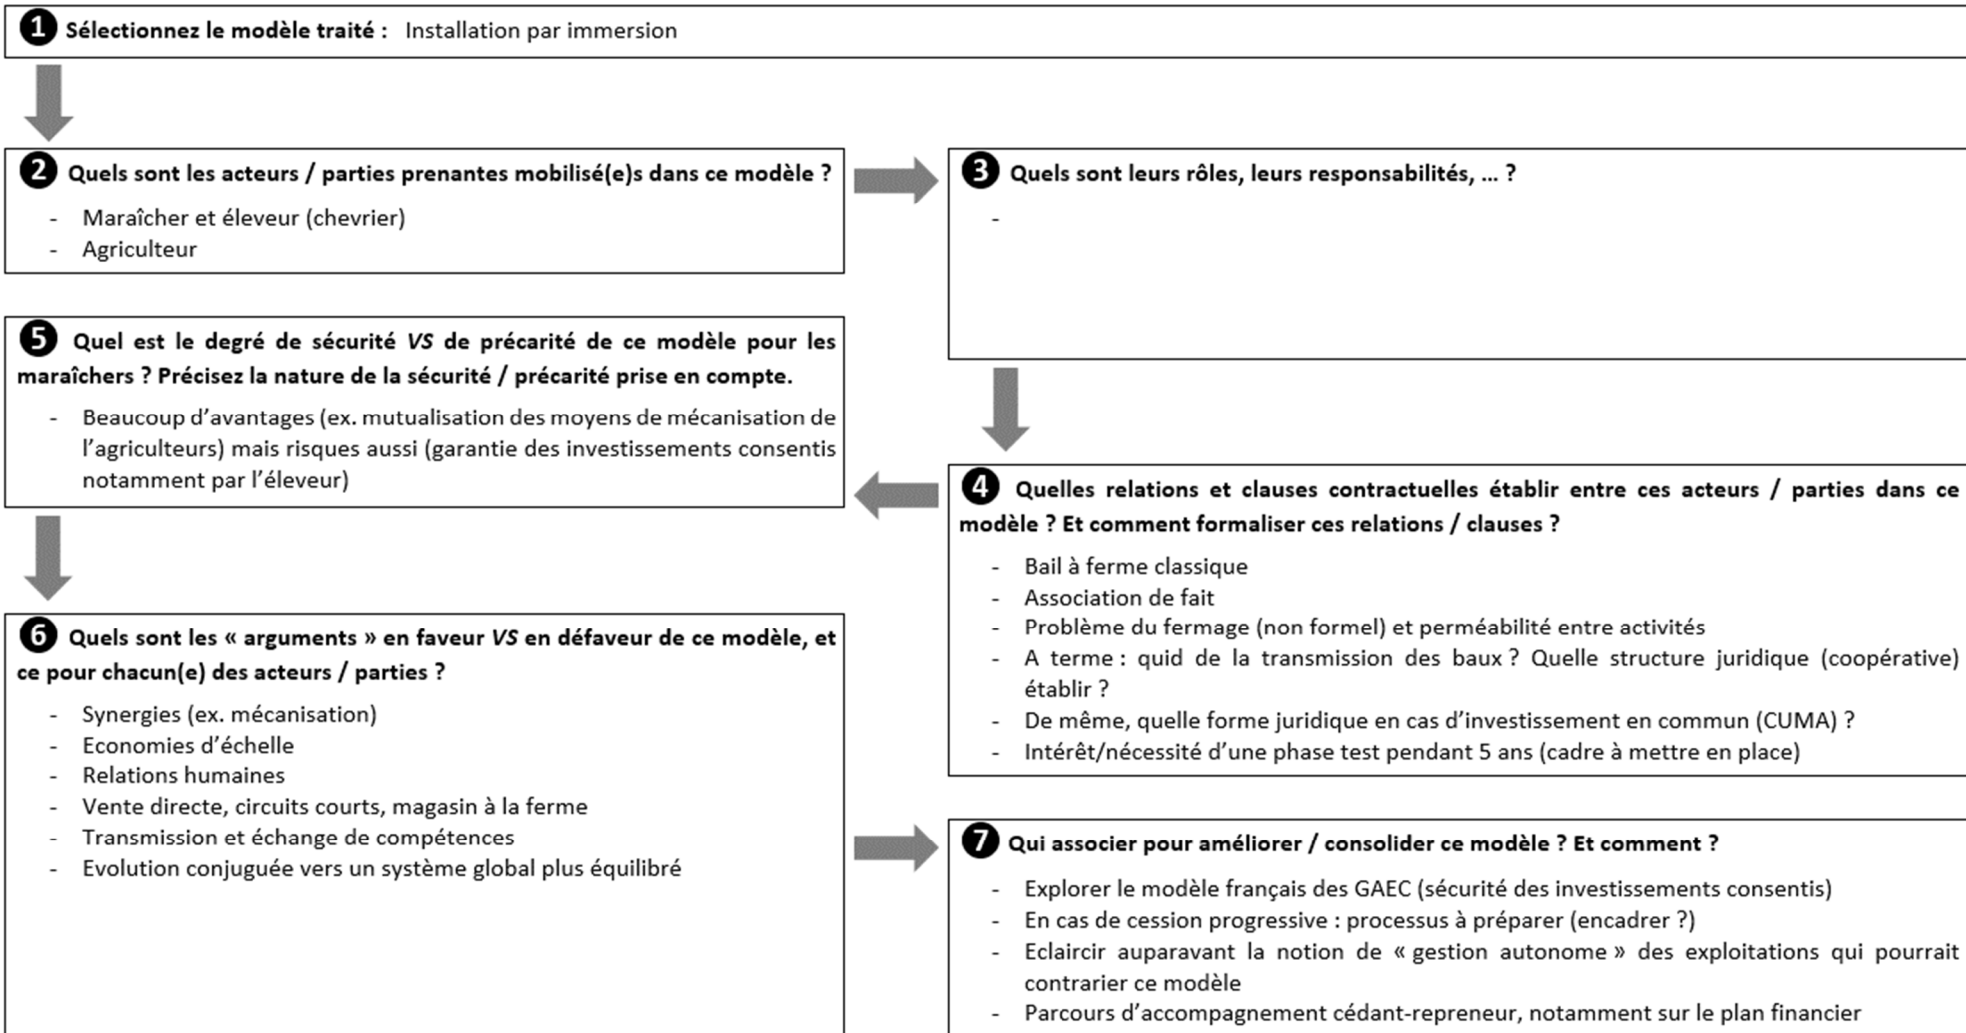 1 Sélectionnez le modèle traité : Installation par immersion
2 Quels sont les acteurs / parties prenantes mobilisé(e)s dans ce modèle ?
- Maraîcher et éleveur (chevrier)
- Agriculteur
3 Quels sont leurs rôles, leurs responsabilités, ... ?
-
4 Quelles relations et clauses contractuelles établir entre ces acteurs / parties dans ce
modèle ? Et comment formaliser ces relations / clauses ?
- Bail à ferme classique
- Association de fait
- Problème du fermage (non formel) et perméabilité entre activités
- A terme : quid de la transmission des baux ? Quelle structure juridique (coopérative)
établir ?
- De même, quelle forme juridique en cas d'investissement en commun (CUMA) ?
- Intérêt/nécessité d'une phase test pendant 5 ans (cadre à mettre en place)
5 Quel est le degré de sécurité VS de précarité de ce modèle pour les
maraîchers ? Précisez la nature de la sécurité / précarité prise en compte.
- Beaucoup d'avantages (ex. mutualisation des moyens de mécanisation de
l'agriculteurs) mais risques aussi (garantie des investissements consentis
notamment par l'éleveur)
6 Quels sont les « arguments » en faveur VS en défaveur de ce modèle, et
ce pour chacun(e) des acteurs / parties ?
- Synergies (ex. mécanisation)
- Economies d'échelle
- Relations humaines
- Vente directe, circuits courts, magasin à la ferme
- Transmission et échange de compétences
- Evolution conjuguée vers un système global plus équilibré
7 Qui associer pour améliorer / consolider ce modèle ? Et comment ?
- Explorer le modèle français des GAEC (sécurité des investissements consentis)
- En cas de cession progressive : processus à préparer (encadrer ?)
- Eclaircir auparavant la notion de « gestion autonome » des exploitations qui pourrait
contrarier ce modèle
- Parcours d'accompagnement cédant-repreneur, notamment sur le plan financier